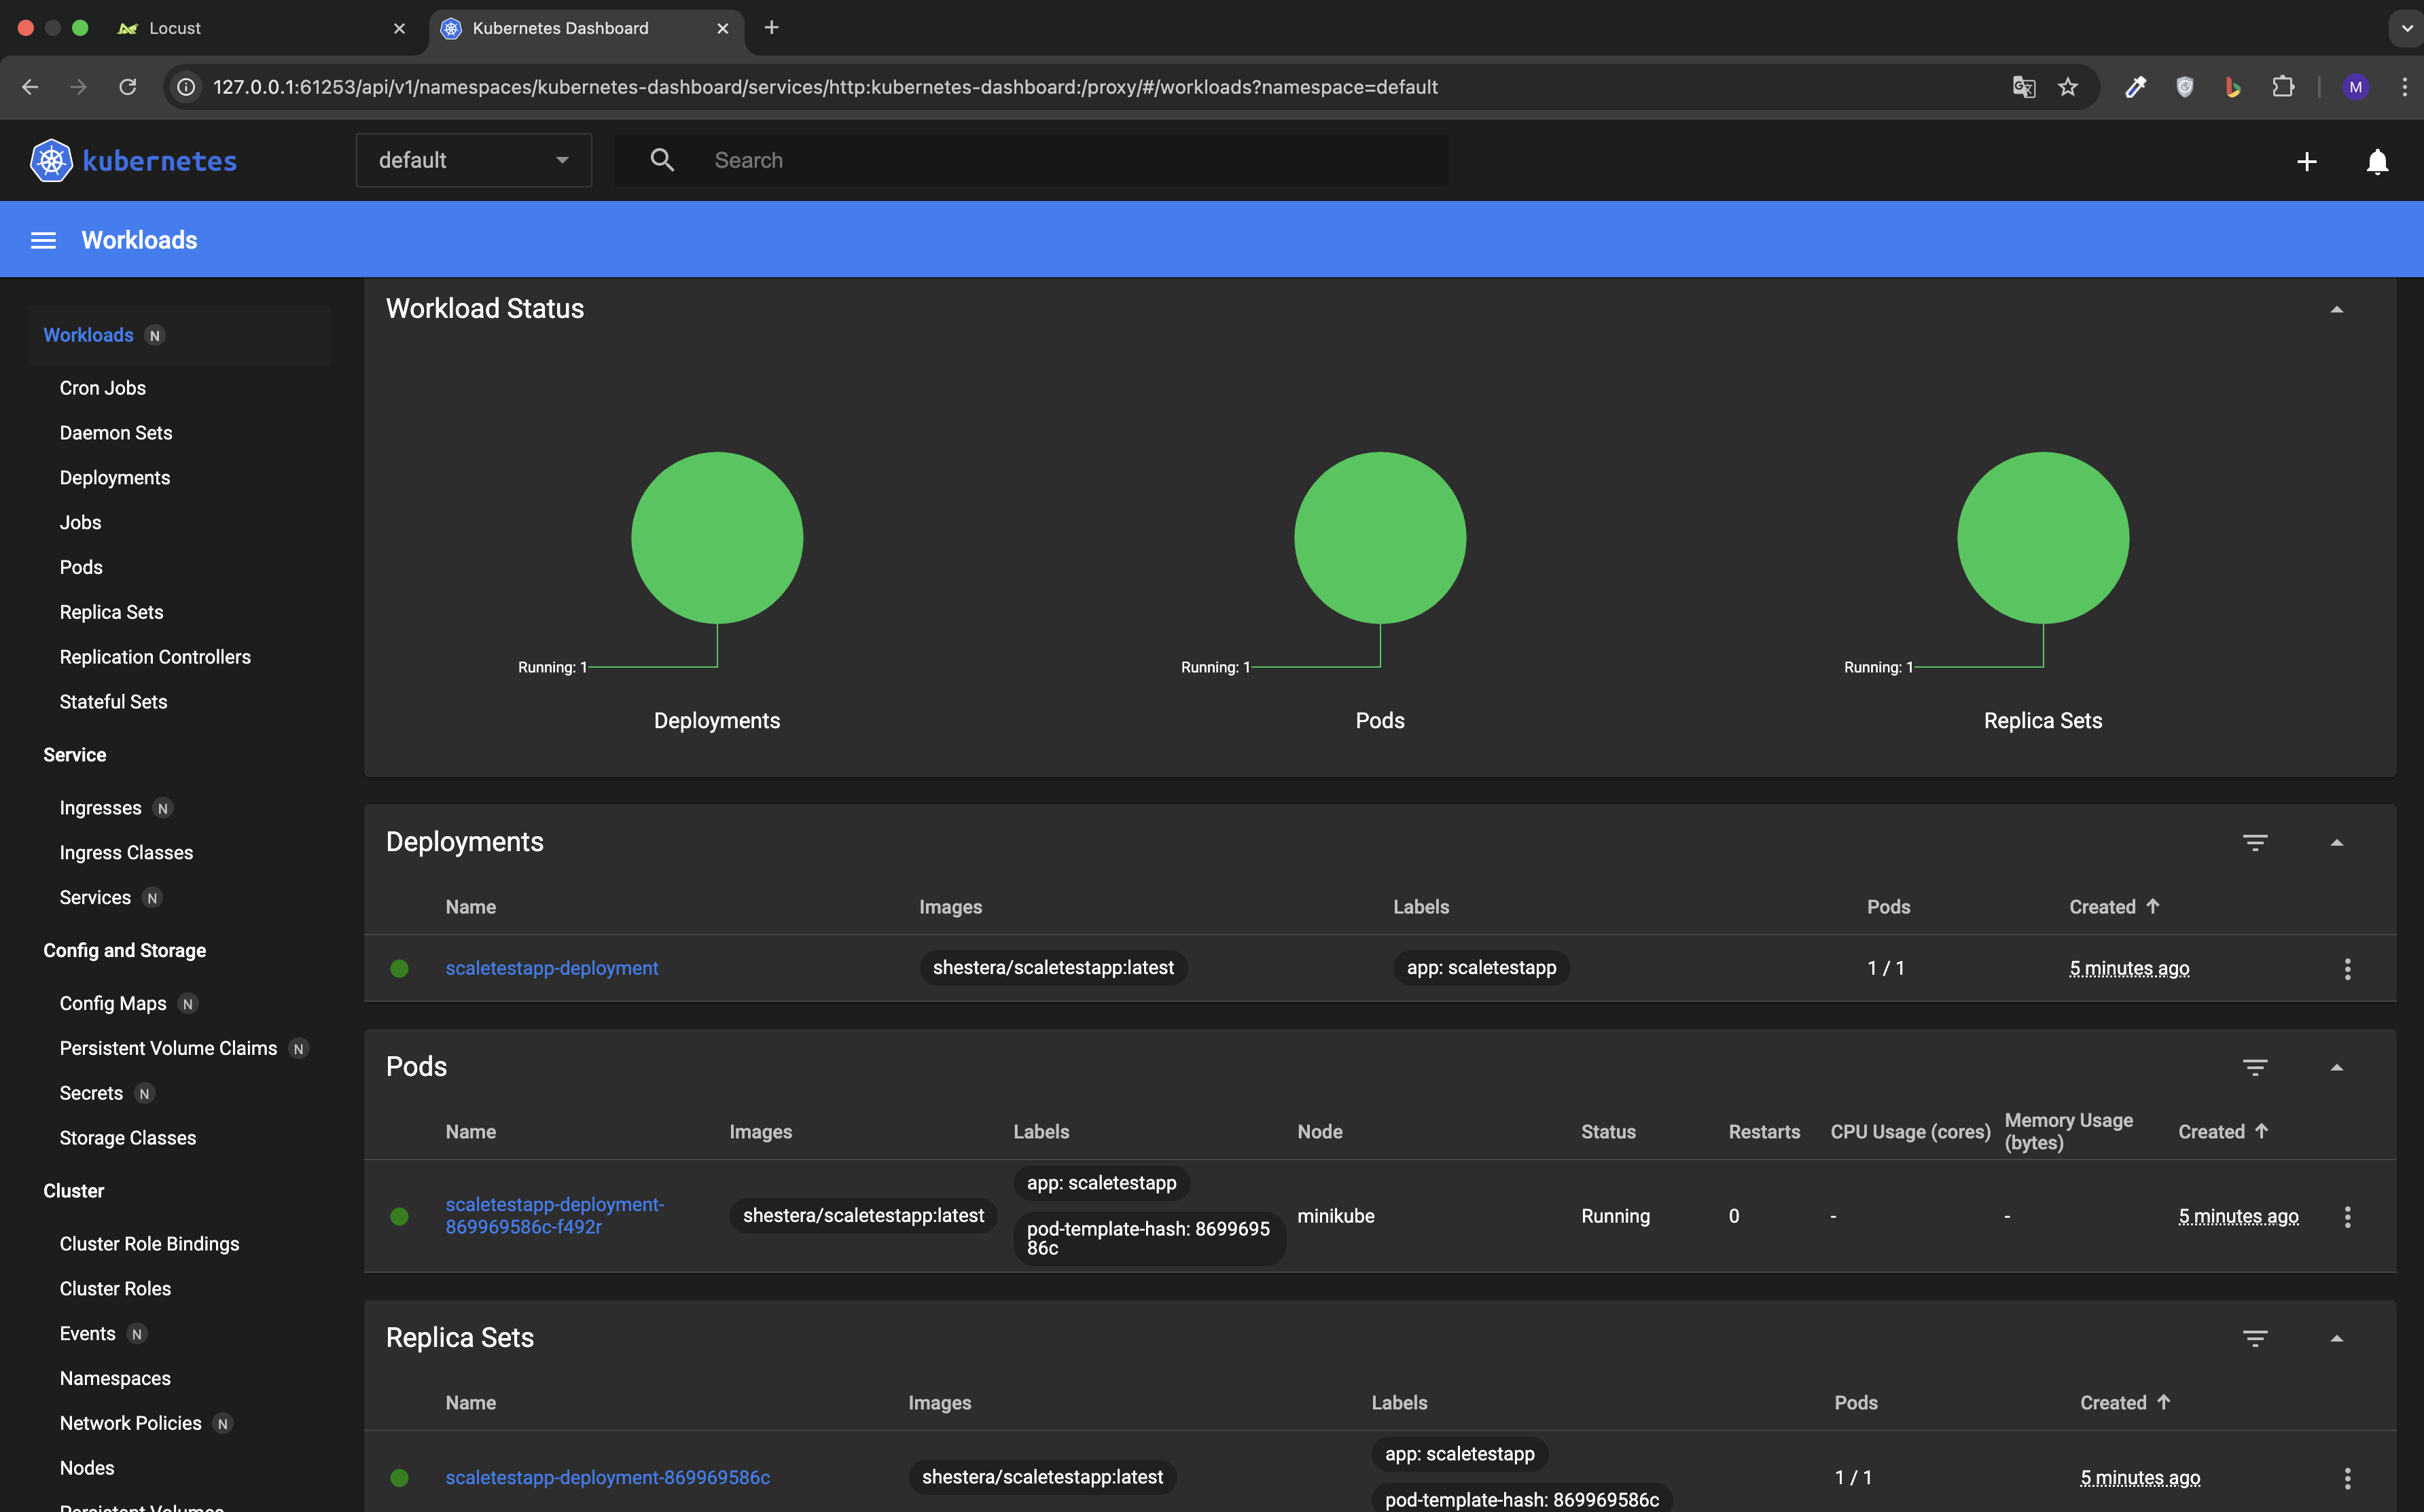 Locust
Kubernetes Dashboard
127.0.0.1:61253/api/v1/namespaces/kubernetes-dashboard/services/http:kubernetes-dashboard:/proxy/#/workloads?namespace=default
M
kubernetes
default
Search
Workloads
Workloads N
Cron Jobs
Daemon Sets
Deployments
Jobs
Pods
Replica Sets
Replication Controllers
Stateful Sets
Service
Ingresses N
Ingress Classes
Services N
Config and Storage
Config Maps N
Persistent Volume Claims N
Secrets N
Storage Classes
Cluster
Cluster Role Bindings
Cluster Roles
Events N
Namespaces
Network Policies N
Nodes
Persistent Volumes
Workload Status
Running: 1
Deployments
Running: 1
Pods
Running: 1
Replica Sets
Deployments
Name Images Labels Pods Created
scaletestapp-deployment shestera/scaletestapp:latest app: scaletestapp 1 / 1 5 minutes ago
Pods
Name Images Labels Node Status Restarts CPU Usage (cores) Memory Usage
(bytes) Created
scaletestapp-deployment-
869969586c-f492r
shestera/scaletestapp:latest
app: scaletestapp
pod-template-hash: 8699695
86c
minikube Running 0 - - 5 minutes ago
Replica Sets
Name Images Labels Pods Created
scaletestapp-deployment-869969586c shestera/scaletestapp:latest
app: scaletestapp
pod-template-hash: 869969586c
1 / 1 5 minutes ago